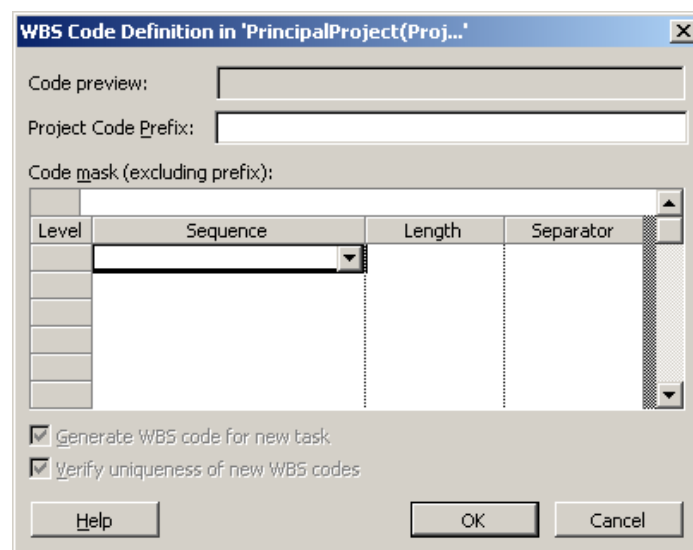 WBS Code Definition in 'PrincipalProject(Proj...'
Code preview:
Project Code Prefix:
Code mask (excluding prefix):
Level Sequence Length Separator
Generate WBS code for new task
Verify uniqueness of new WBS codes
Help OK Cancel